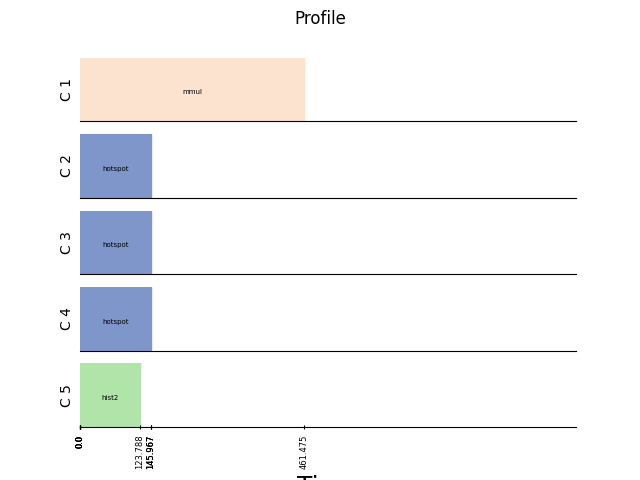 Profile
C 1
mmul
C 2
hotspot
C 3
hotspot
C 4
hotspot
C 5
hist2
0.0
123.788
145.967
461.475